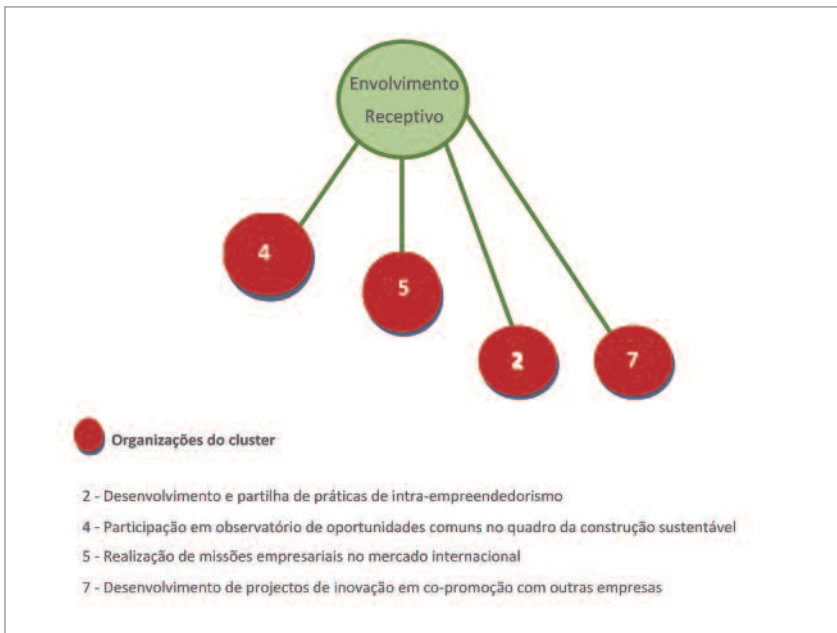 Envolvimento
Receptivo
4
5
2
7
Organizações do cluster
2 - Desenvolvimento e partilha de práticas de intra-empreendedorismo
4 - Participação em observatório de oportunidades comuns no quadro da construção sustentável
5 - Realização de missões empresariais no mercado internacional
7 - Desenvolvimento de projectos de inovação em co-promoção com outras empresas